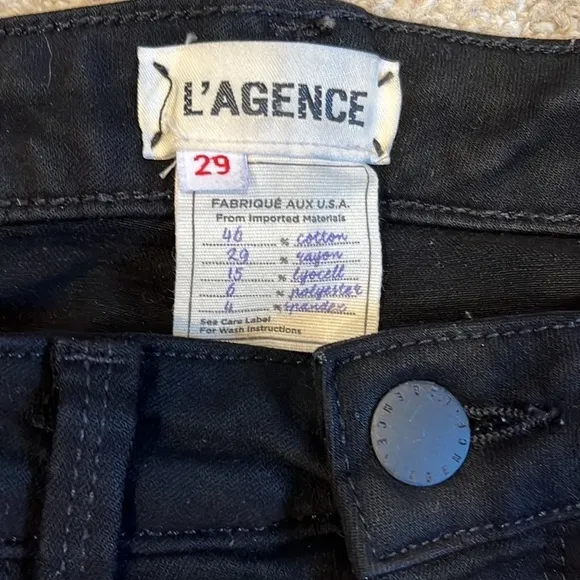 L'AGENCE
29
FABRIQUÉ AUX U.S.A.
From Imported Materials
46 % cotton
29 % rayon
15 % lyocell
6 % polyester
4 % spandex
See Care Label
For Wash Instructions